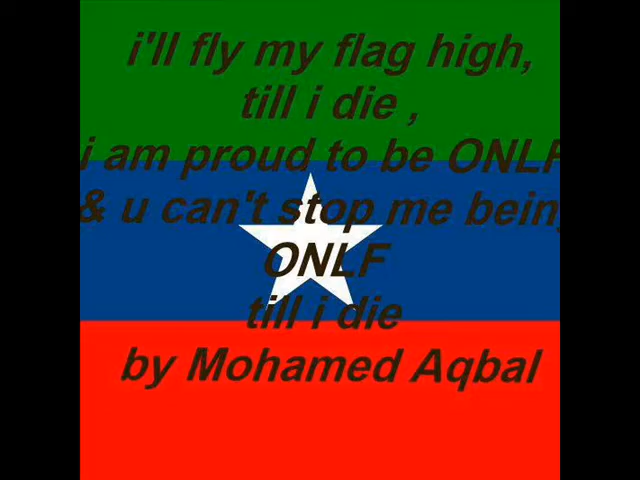 i'll fly my flag high,
till i die ,
i am proud to be ONLF
& u can't stop me bein
ONLF
till i die
by Mohamed Aqbal